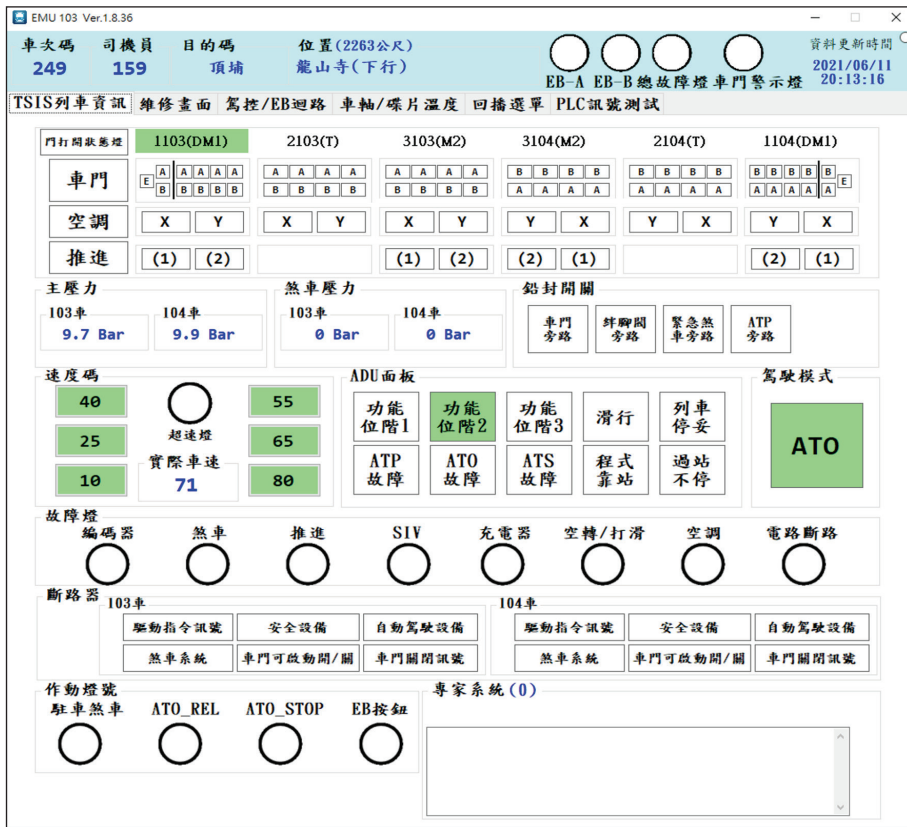 EMU 103 Ver.1.8.36
車次碼 司機員 目的碼 位置(2263公尺) 資料更新時間
249 159 頂埔 龍山寺(下行) 2021/06/11
EB-A EB-B 總故障燈 車門警示燈 20:13:16
TSIS列車資訊 維修畫面 駕控/EB迴路 車軸/碟片溫度 回播選單 PLC訊號測試
門打開狀態燈 1103(DM1) 2103(T) 3103(M2) 3104(M2) 2104(T) 1104(DM1)
車門
E A A A A A A A A A A A A A B B B B B B B B B B B B B E
B B B B B B B B B B B B B A A A A A A A A A A A A A
空調 X Y X Y X Y Y X Y X Y X
推進 (1) (2) (1) (2) (2) (1) (2) (1)
主壓力 煞車壓力 鉛封開關
103車 104車 103車 104車
9.7 Bar 9.9 Bar 0 Bar 0 Bar
車門 絆腳閥 緊急煞 ATP
旁路 旁路 車旁路 旁路
速度碼 ADU面板 駕駛模式
40 55
25 超速燈 65
實際車速
10 71 80
功能 功能 功能 滑行 列車
位階1 位階2 位階3 停妥
ATP ATO ATS 程式 過站
故障 故障 故障 靠站 不停
ATO
故障燈
編碼器 煞車 推進 SIV 充電器 空轉/打滑 空調 電路斷路
斷路器
103車 104車
驅動指令訊號 安全設備 自動駕駛設備 驅動指令訊號 安全設備 自動駕駛設備
煞車系統 車門可啟動開/關 車門關閉訊號 煞車系統 車門可啟動開/關 車門關閉訊號
作動燈號 專家系統(0)
駐車煞車 ATO_REL ATO_STOP EB按鈕